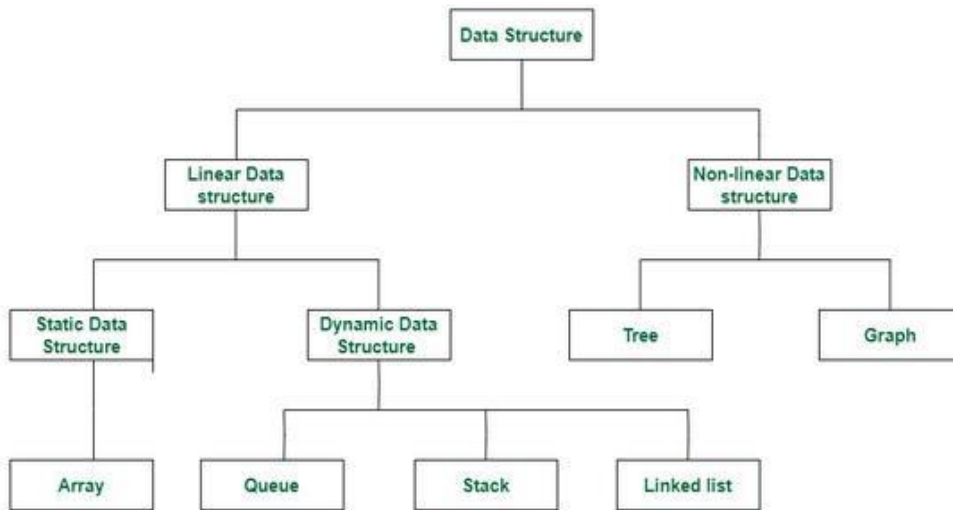 Data Structure
Linear Data
structure
Non-linear Data
structure
Static Data
Structure
Dynamic Data
Structure
Tree
Graph
Array
Queue
Stack
Linked list